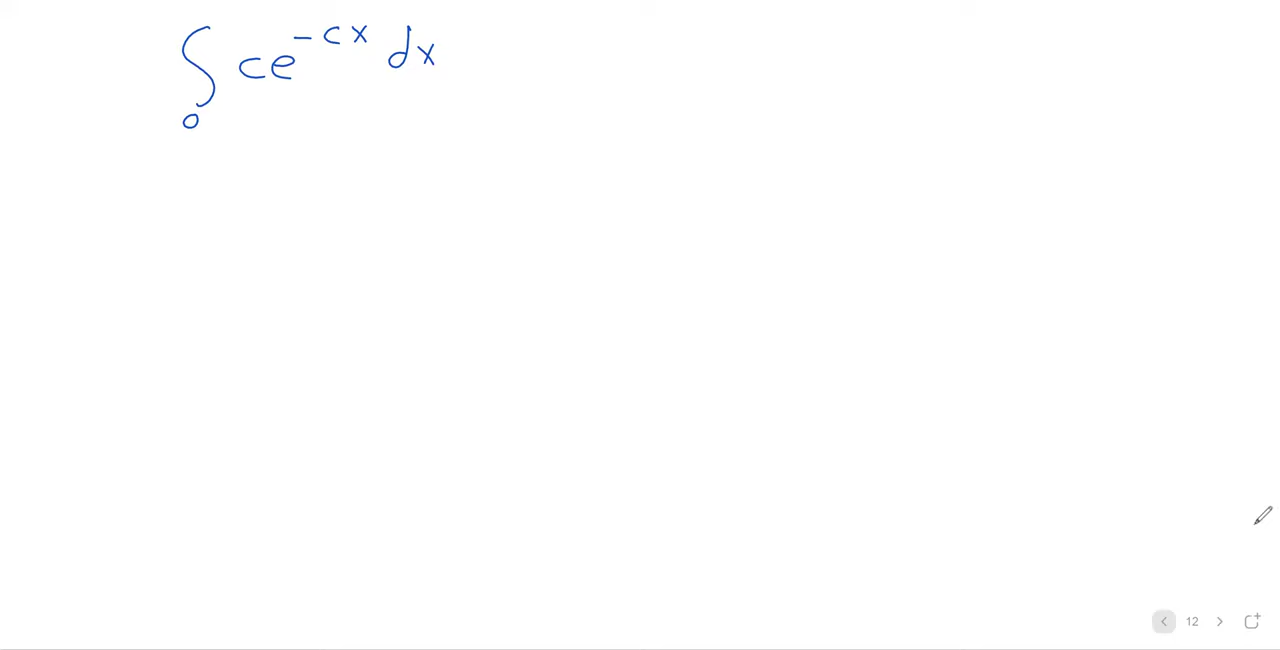 ∫₀ ce^{-cx} dx
12